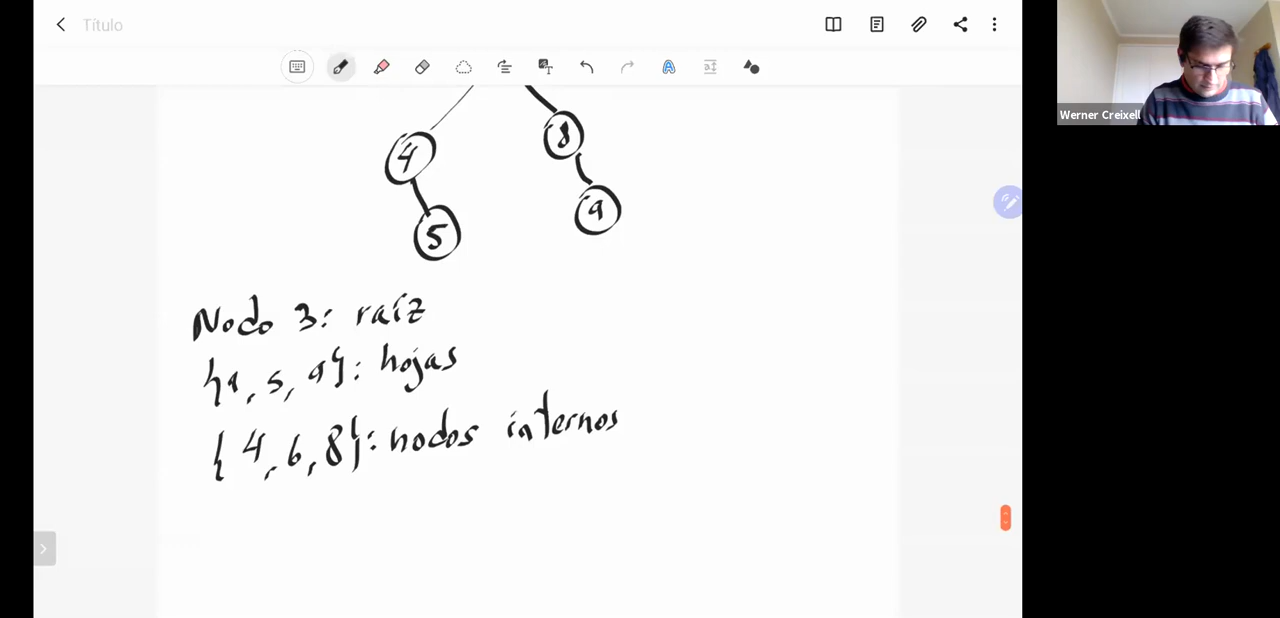 Título
Werner Creixell
4
8
5
9
Nodo 3: raíz
{1, 5, 9}: hojas
{4, 6, 8}: nodos internos